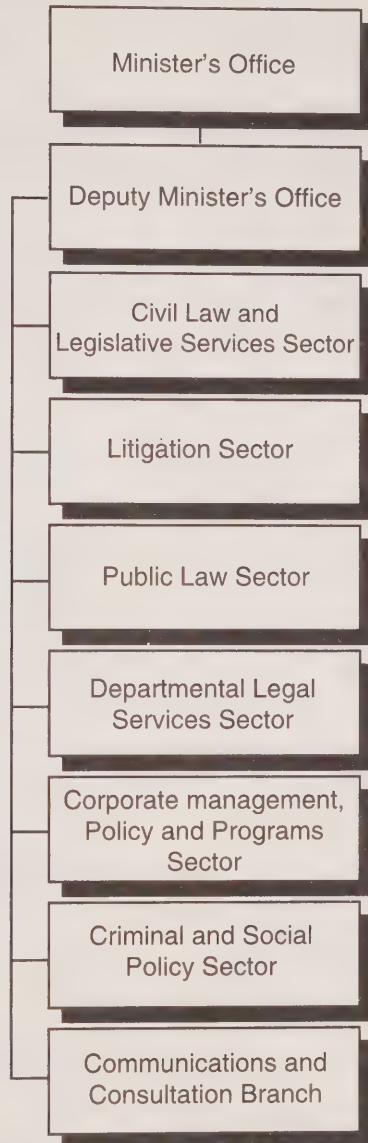 Minister's Office
Deputy Minister's Office
Civil Law and
Legislative Services Sector
Litigation Sector
Public Law Sector
Departmental Legal
Services Sector
Corporate management,
Policy and Programs
Sector
Criminal and Social
Policy Sector
Communications and
Consultation Branch